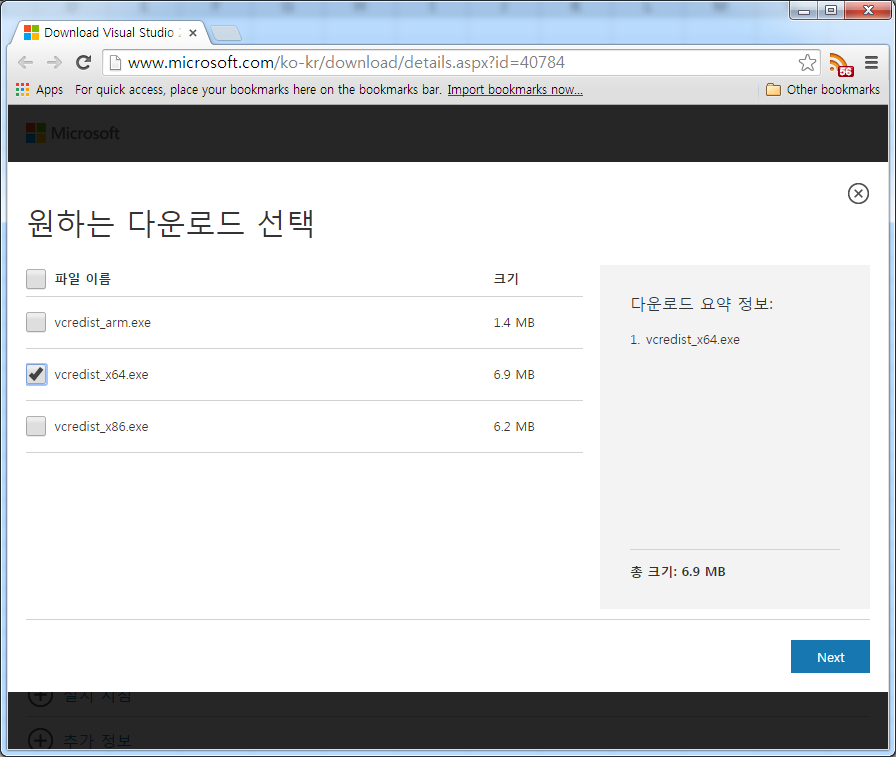 Download Visual Studio
www.microsoft.com/ko-kr/download/details.aspx?id=40784
56
Apps For quick access, place your bookmarks here on the bookmarks bar. Import bookmarks now... Other bookmarks
Microsoft
원하는 다운로드 선택
파일 이름 크기
vcredist_arm.exe 1.4 MB
vcredist_x64.exe 6.9 MB
vcredist_x86.exe 6.2 MB
다운로드 요약 정보:
1. vcredist_x64.exe
총 크기: 6.9 MB
Next
설치 지침
추가 정보